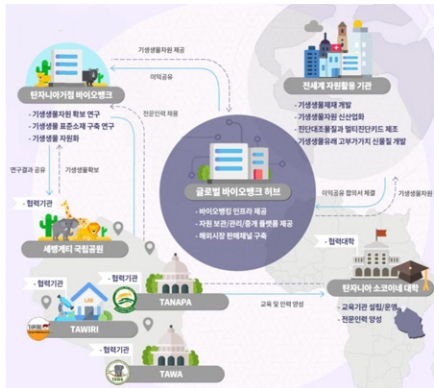 기생생물자원 제공
이익공유
탄자니아거점 바이오뱅크
- 기생생물자원 확보 연구
- 기생생물 표준소재 구축 연구
- 기생생물 자원화
전문인력 채용
전세계 자원활용 기관
- 기생생물제재 개발
- 기생생물자원 신산업화
- 진단대조물질과 멀티진단키드 제조
- 기생생물유래 고부가가치 신물질 개발
글로벌 바이오뱅크 허브
- 바이오뱅킹 인프라 제공
- 자원 보관/관리/중계 플랫폼 제공
- 해외시장 판매채널 구축
연구결과 공유
기생생물확보
이익공유 합의서 체결
기생생물자원
- 협력기관
세렝게티 국립공원
- 협력대학
탄자니아 소코이네 대학
- 교육기관 설립/운영
- 전문인력 양성
- 협력기관
LAB
TAWIRI
TANAPA
교육 및 인력 양성
- 협력기관
TAWA